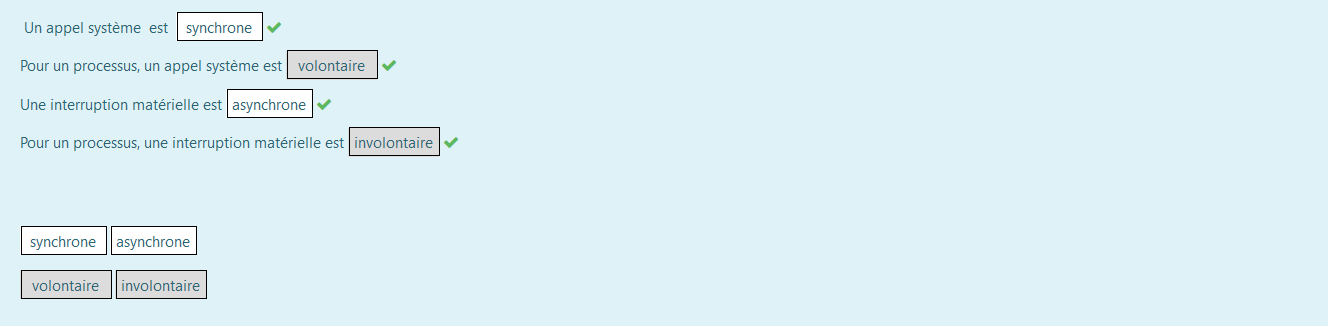 Un appel système est synchrone
Pour un processus, un appel système est volontaire
Une interruption matérielle est asynchrone
Pour un processus, une interruption matérielle est involontaire
synchrone asynchrone
volontaire involontaire